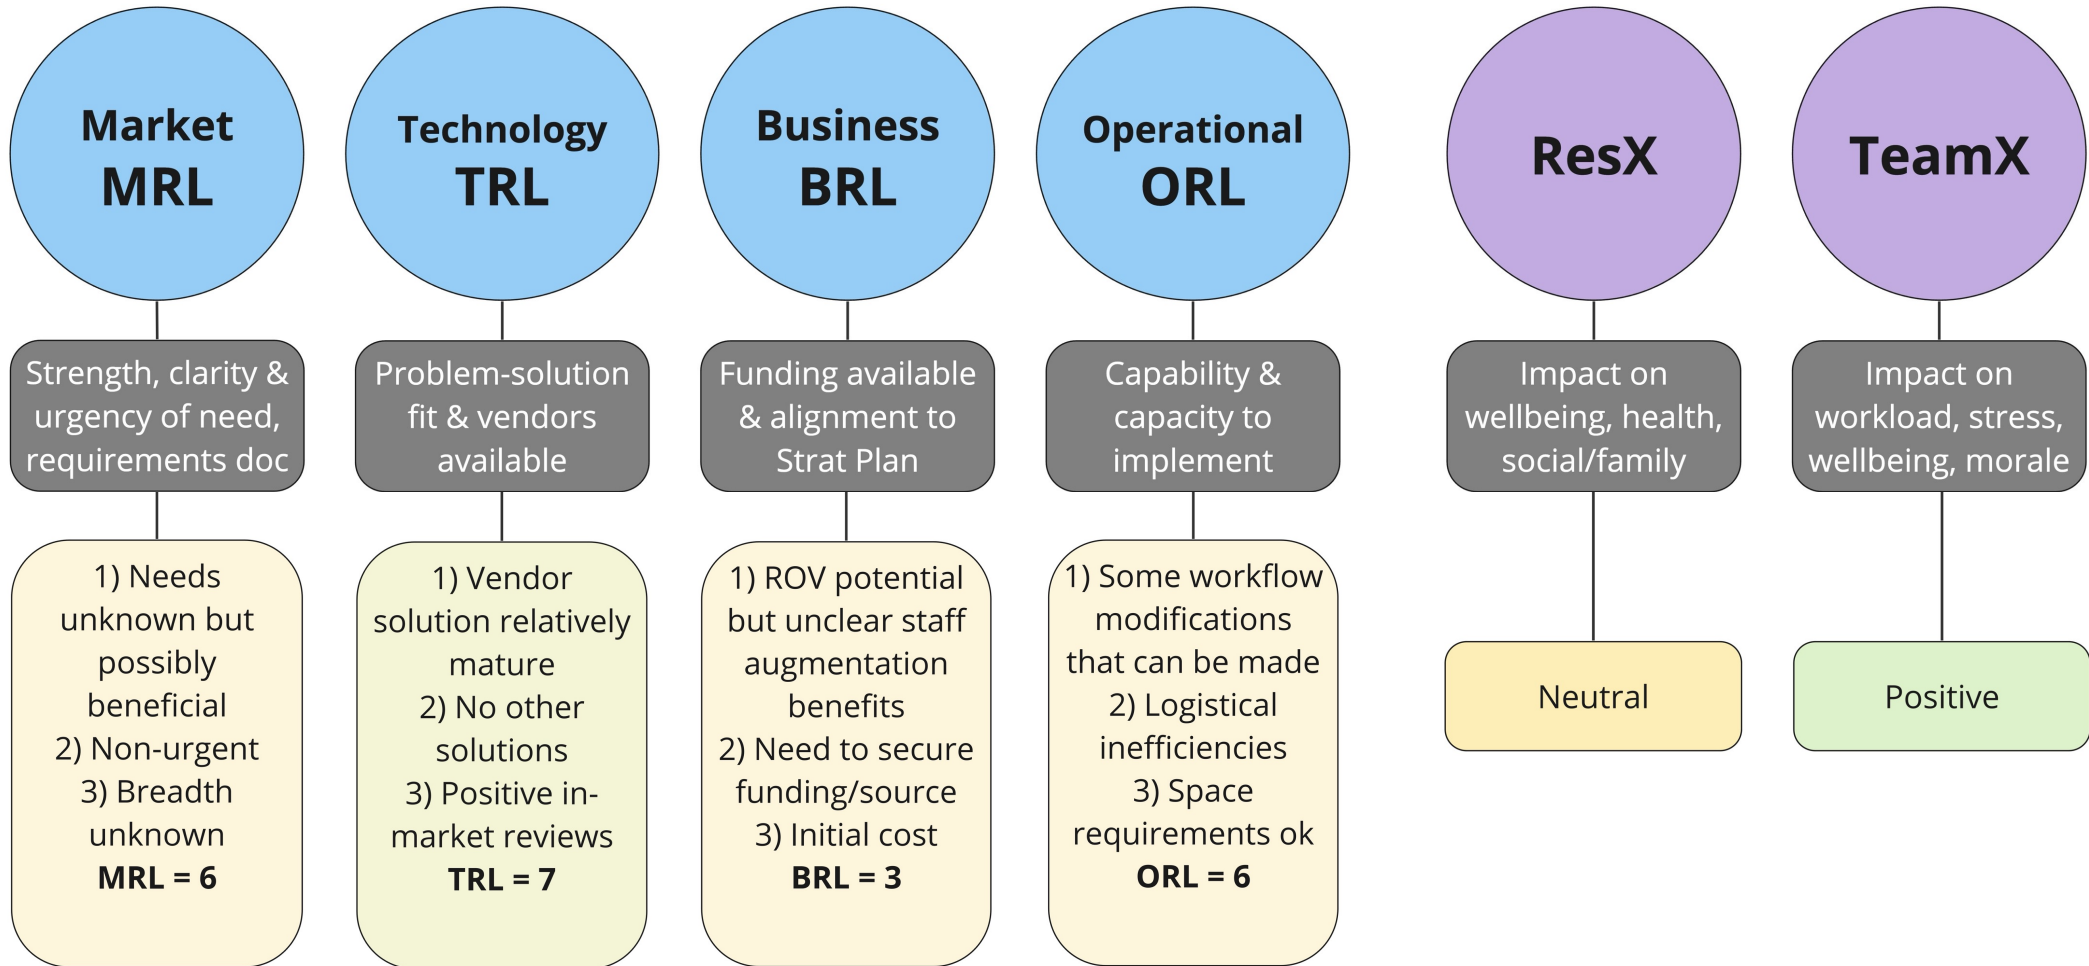 Market
MRL
Technology
TRL
Business
BRL
Operational
ORL
ResX
TeamX
Strength, clarity &
urgency of need,
requirements doc
Problem-solution
fit & vendors
available
Funding available
& alignment to
Strat Plan
Capability &
capacity to
implement
Impact on
wellbeing, health,
social/family
Impact on
workload, stress,
wellbeing, morale
1) Needs
unknown but
possibly
beneficial
2) Non-urgent
3) Breadth
unknown
MRL = 6
1) Vendor
solution relatively
mature
2) No other
solutions
3) Positive in-
market reviews
TRL = 7
1) ROV potential
but unclear staff
augmentation
benefits
2) Need to secure
funding/source
3) Initial cost
BRL = 3
1) Some workflow
modifications
that can be made
2) Logistical
inefficiencies
3) Space
requirements ok
ORL = 6
Neutral
Positive